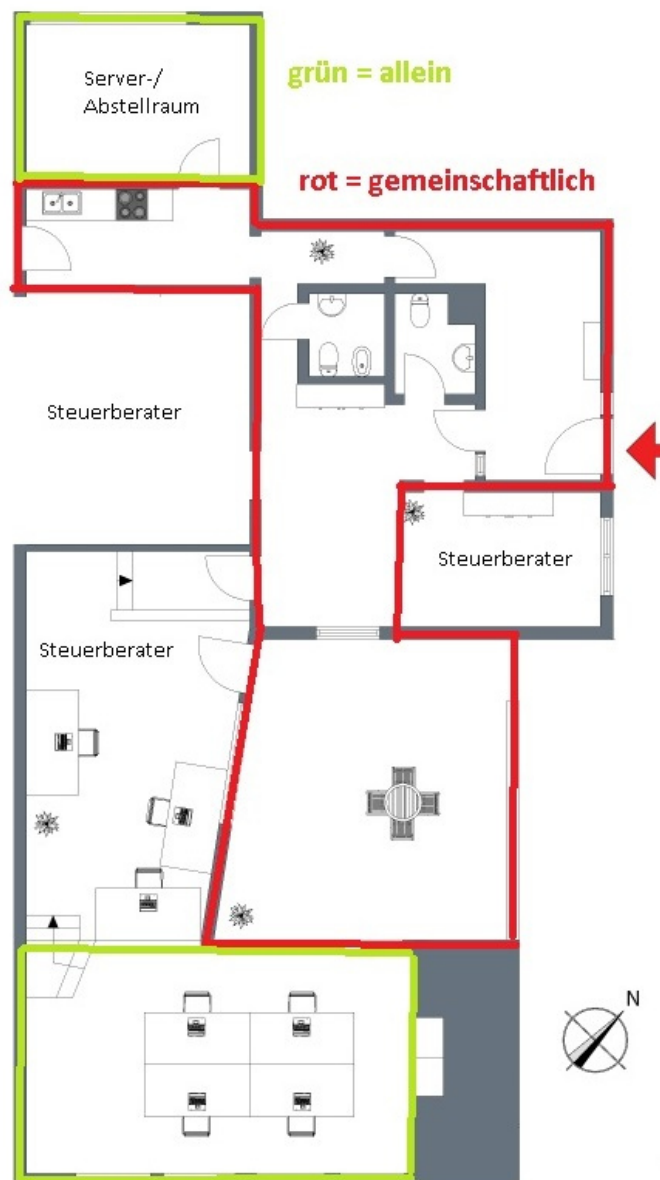 Server-/
Abstellraum
grün = allein
rot = gemeinschaftlich
Steuerberater
Steuerberater
Steuerberater
N